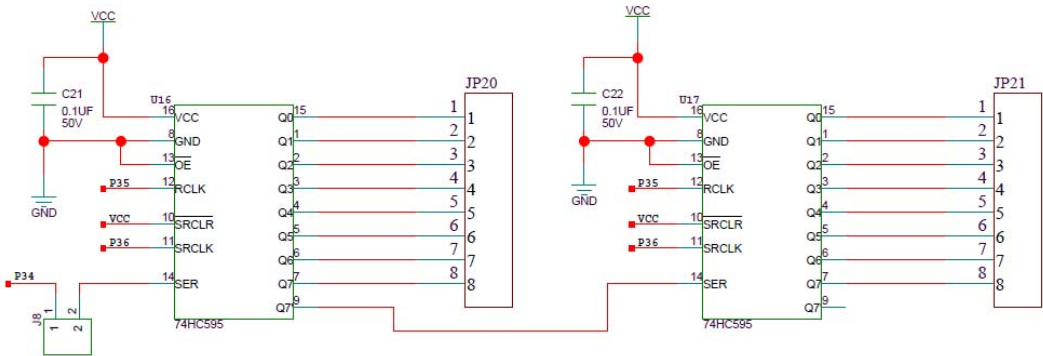 VCC
C21
0.1UF
50V
U16
16 VCC
8 GND
13 OE
12 RCLK
10 SRCLR
11 SRCLK
14 SER
Q0 15
Q1 1
Q2 2
Q3 3
Q4 4
Q5 5
Q6 6
Q7 7
Q7' 9
74HC595
GND
P35
VCC
P36
P34
J8
1 2
1 2
JP20
1 1
2 2
3 3
4 4
5 5
6 6
7 7
8 8
VCC
C22
0.1UF
50V
U17
16 VCC
8 GND
13 OE
12 RCLK
10 SRCLR
11 SRCLK
14 SER
Q0 15
Q1 1
Q2 2
Q3 3
Q4 4
Q5 5
Q6 6
Q7 7
Q7' 9
74HC595
GND
P35
VCC
P36
JP21
1 1
2 2
3 3
4 4
5 5
6 6
7 7
8 8